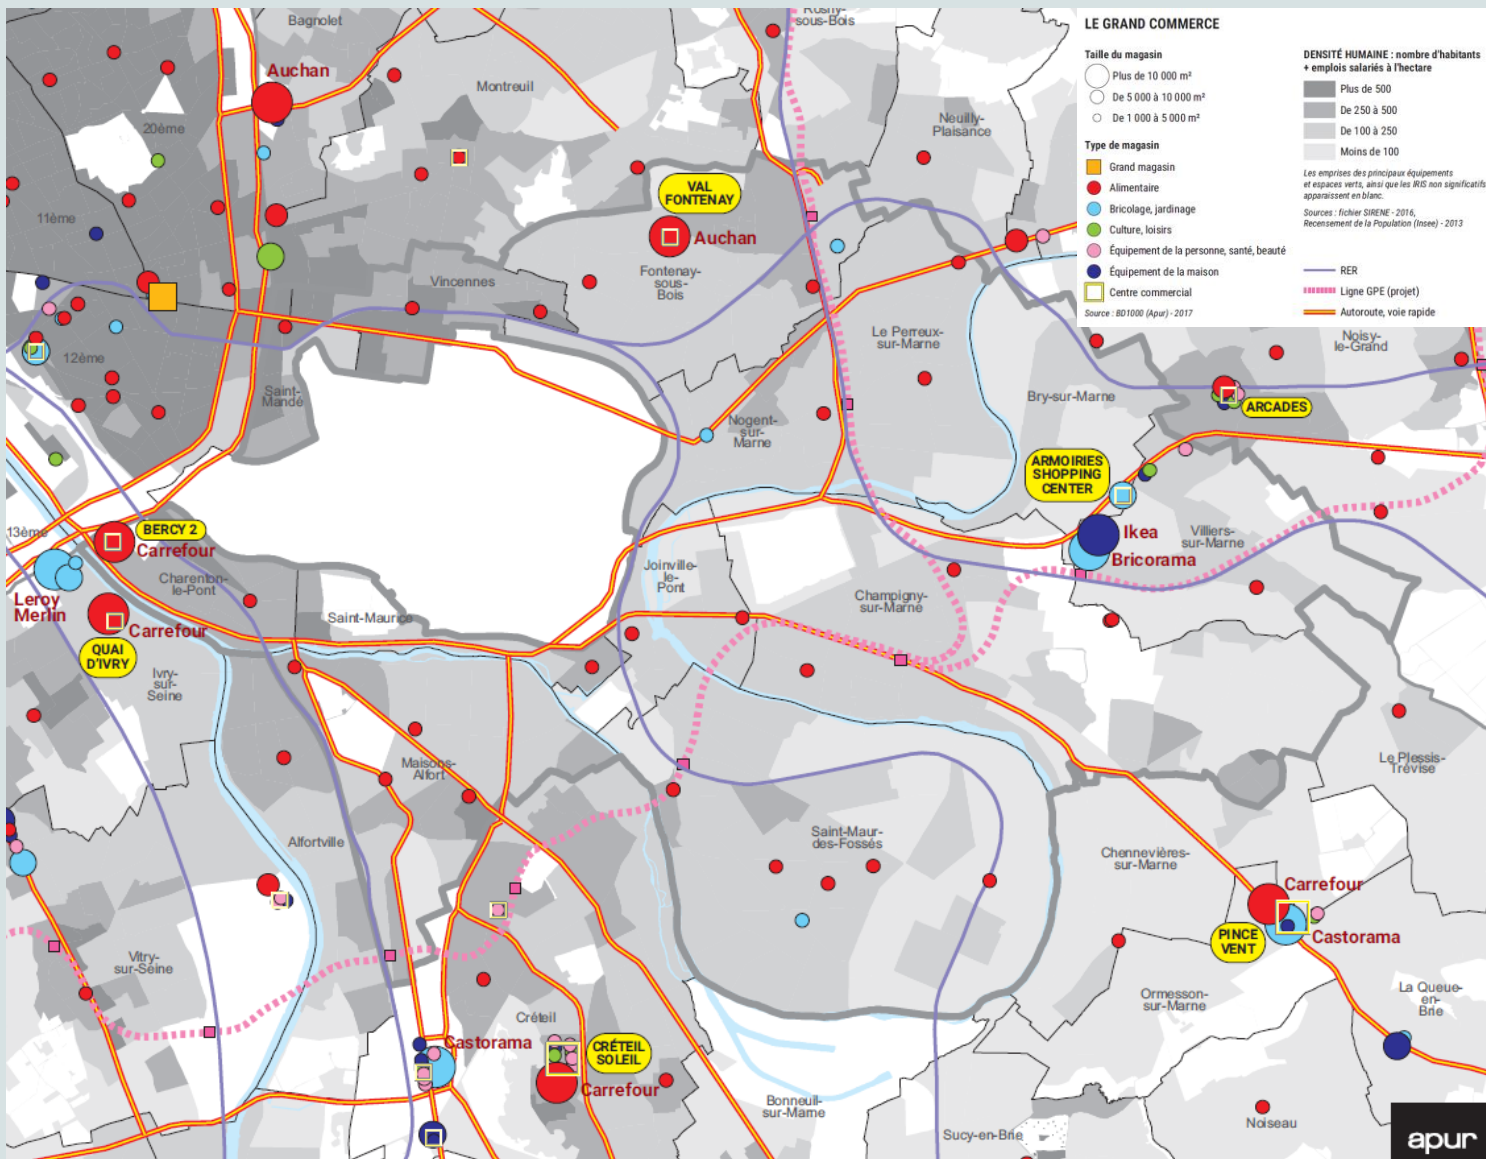 LE GRAND COMMERCE
Taille du magasin
Plus de 10 000 m²
De 5 000 à 10 000 m²
De 1 000 à 5 000 m²
Type de magasin
Grand magasin
Alimentaire
Bricolage, jardinage
Culture, loisirs
Équipement de la personne, santé, beauté
Équipement de la maison
Centre commercial
Source : BD1000 (Apur) - 2017
DENSITÉ HUMAINE : nombre d'habitants
+ emplois salariés à l'hectare
Plus de 500
De 250 à 500
De 100 à 250
Moins de 100
Les emprises des principaux équipements
et espaces verts, ainsi que les IRIS non significatifs
apparaissent en blanc.
Sources : fichier SIRENE - 2016,
Recensement de la Population (Insee) - 2013
RER
Ligne GPE (projet)
Autoroute, voie rapide
Bagnolet
Rosny-
sous-Bois
Auchan
Montreuil
20ème
Neuilly-
Plaisance
VAL
FONTENAY
11ème
Auchan
Fontenay-
sous-
Bois
Vincennes
Le Perreux-
sur-Marne
Noisy-
le-Grand
12ème
Saint-
Mandé
Bry-sur-Marne
ARCADES
Nogent-
sur-
Marne
ARMOIRIES
SHOPPING
CENTER
13ème
BERCY 2
Carrefour
Ikea
Villiers-
sur-Marne
Bricorama
Charenton-
le-Pont
Joinville-
le-
Pont
Leroy
Merlin
Champigny-
sur-Marne
Saint-Maurice
Carrefour
QUAI
D'IVRY
Ivry-
sur-
Seine
Maisons-
Alfort
Le Plessis-
Trévise
Alfortville
Saint-Maur-
des-Fossés
Chennevières-
sur-Marne
Carrefour
PINCE
VENT
Castorama
Vitry-
sur-Seine
Ormesson-
sur-Marne
La Queue-
en-
Brie
Créteil
Castorama
CRÉTEIL
SOLEIL
Carrefour
Bonneuil-
sur-Marne
Sucy-en-Brie
Noiseau
apur